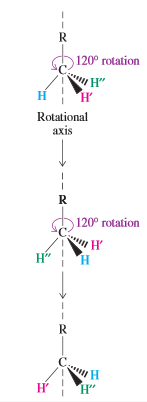 R
120° rotation
C
H″
H H′
Rotational
axis
R
120° rotation
C
H′
H″ H
R
C
H
H′ H″